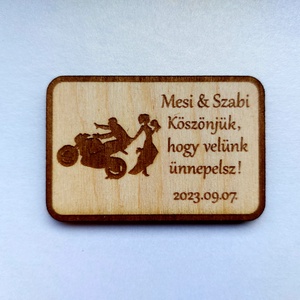 Mesi & Szabi
Köszönjük,
hogy velünk
ünnepelsz!
2023.09.07.